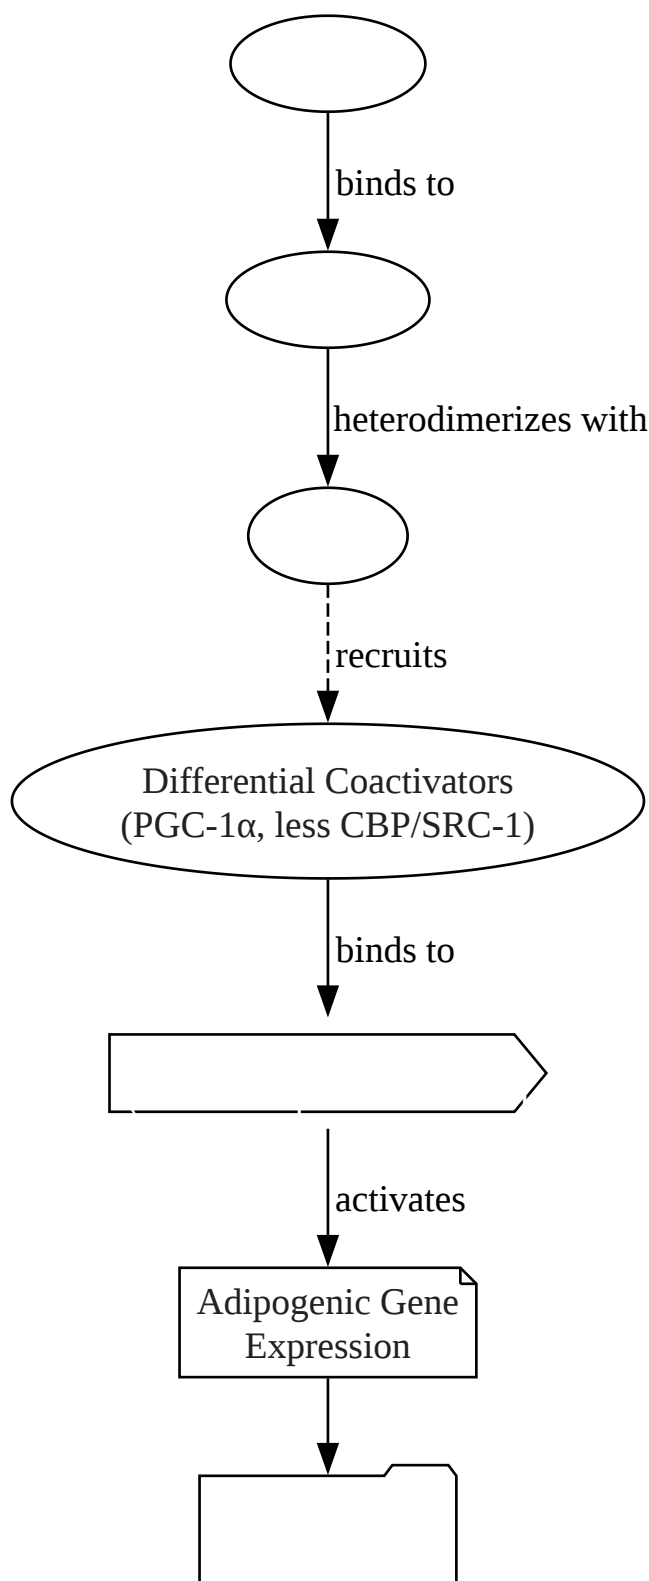 binds to
heterodimerizes with
recruits
Differential Coactivators
(PGC-1α, less CBP/SRC-1)
binds to
activates
Adipogenic Gene
Expression